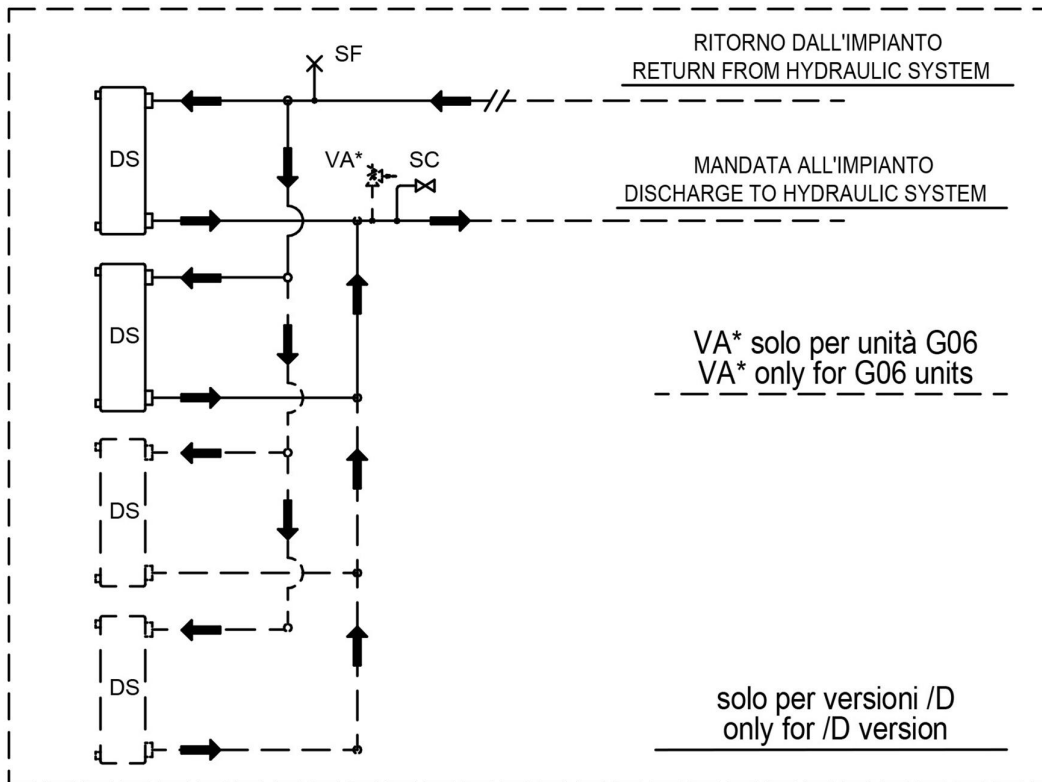 SF
RITORNO DALL'IMPIANTO
RETURN FROM HYDRAULIC SYSTEM
DS
VA*
SC
MANDATA ALL'IMPIANTO
DISCHARGE TO HYDRAULIC SYSTEM
DS
VA* solo per unità G06
VA* only for G06 units
DS
DS
solo per versioni /D
only for /D version